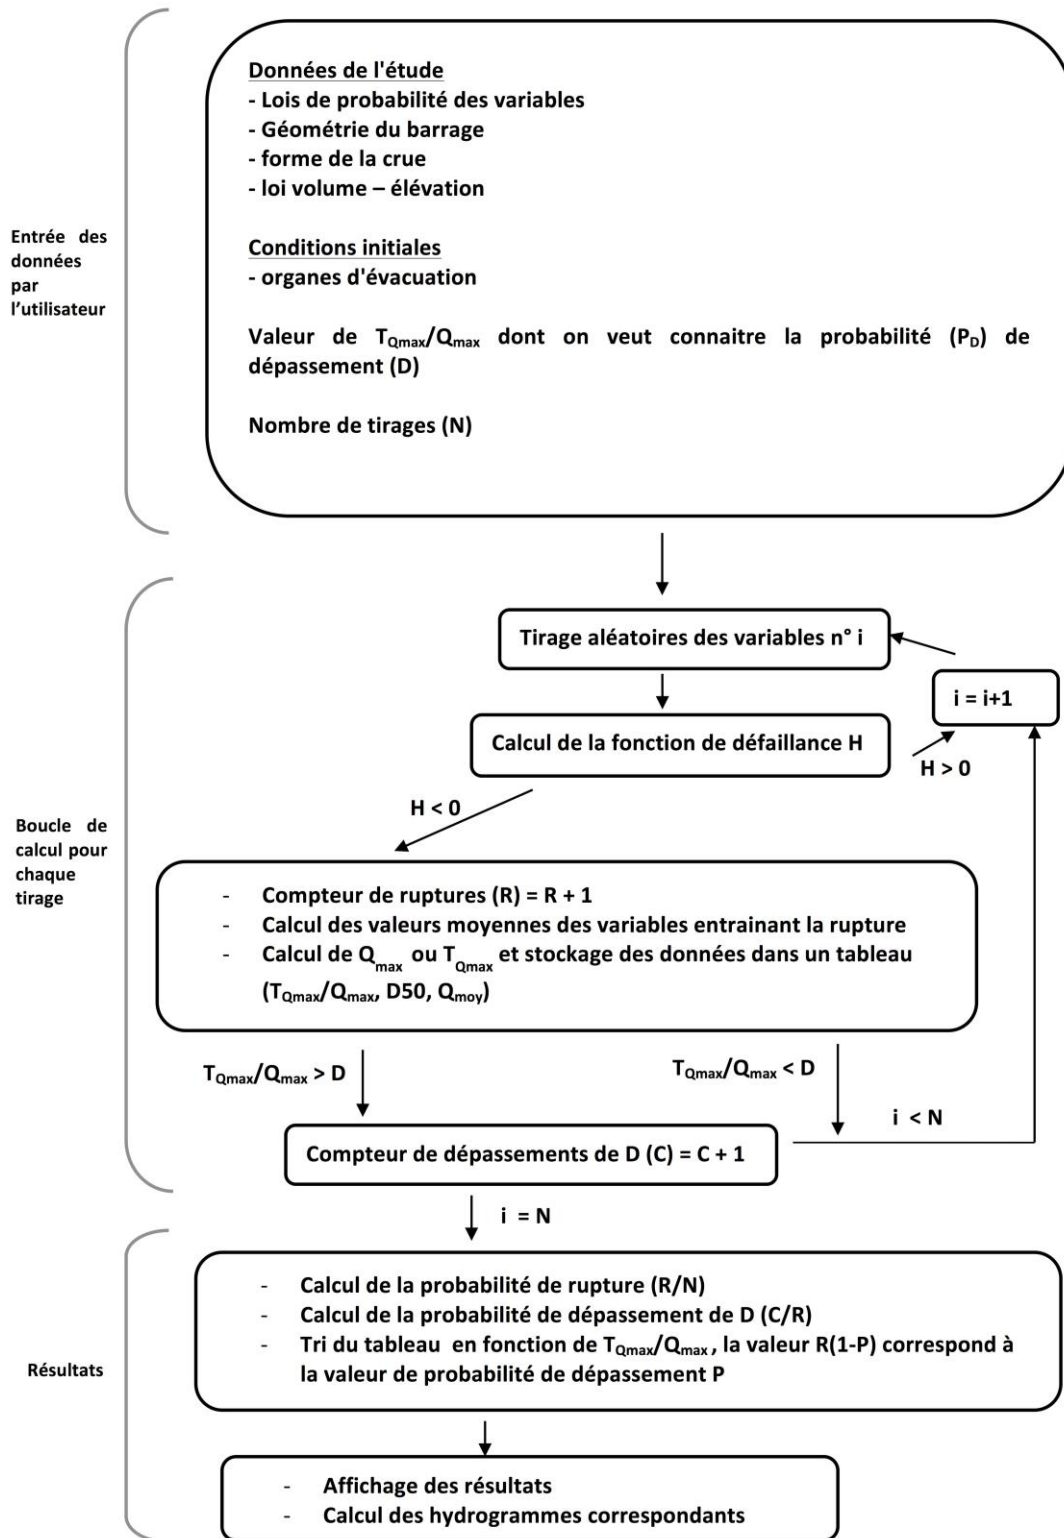 Données de l'étude
- Lois de probabilité des variables
- Géométrie du barrage
- forme de la crue
- loi volume – élévation
Entrée des
données
par
l'utilisateur
Conditions initiales
- organes d'évacuation
Valeur de TQmax/Qmax dont on veut connaitre la probabilité (PD) de
dépassement (D)
Nombre de tirages (N)
Tirage aléatoires des variables n° i
i = i+1
Calcul de la fonction de défaillance H
H > 0
H < 0
Boucle de
calcul pour
chaque
tirage
- Compteur de ruptures (R) = R + 1
- Calcul des valeurs moyennes des variables entrainant la rupture
- Calcul de Qmax ou TQmax et stockage des données dans un tableau
(TQmax/Qmax, D50, Qmoy)
TQmax/Qmax > D
TQmax/Qmax < D
i < N
Compteur de dépassements de D (C) = C + 1
i = N
Résultats
- Calcul de la probabilité de rupture (R/N)
- Calcul de la probabilité de dépassement de D (C/R)
- Tri du tableau en fonction de TQmax/Qmax, la valeur R(1-P) correspond à
la valeur de probabilité de dépassement P
- Affichage des résultats
- Calcul des hydrogrammes correspondants